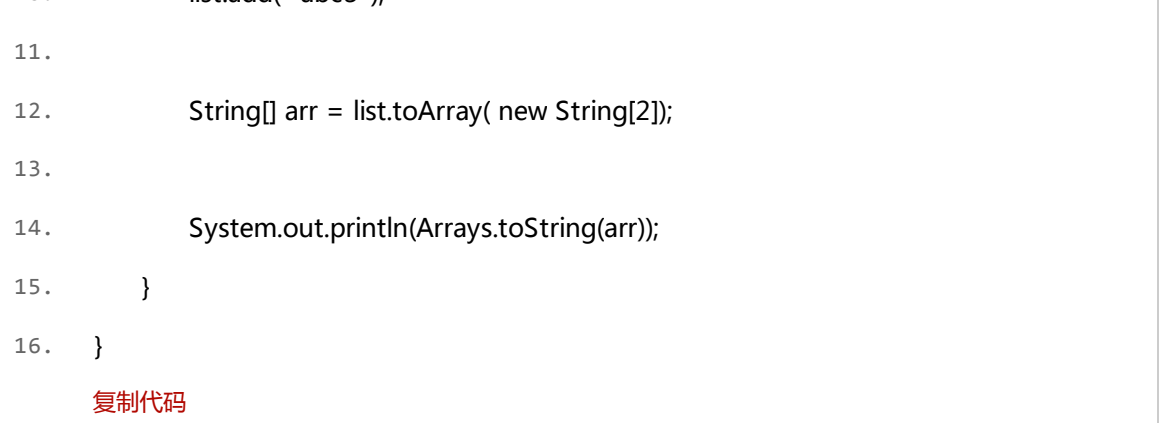 11.
12. String[] arr = list.toArray( new String[2]);
13.
14. System.out.println(Arrays.toString(arr));
15. }
16. }
复制代码